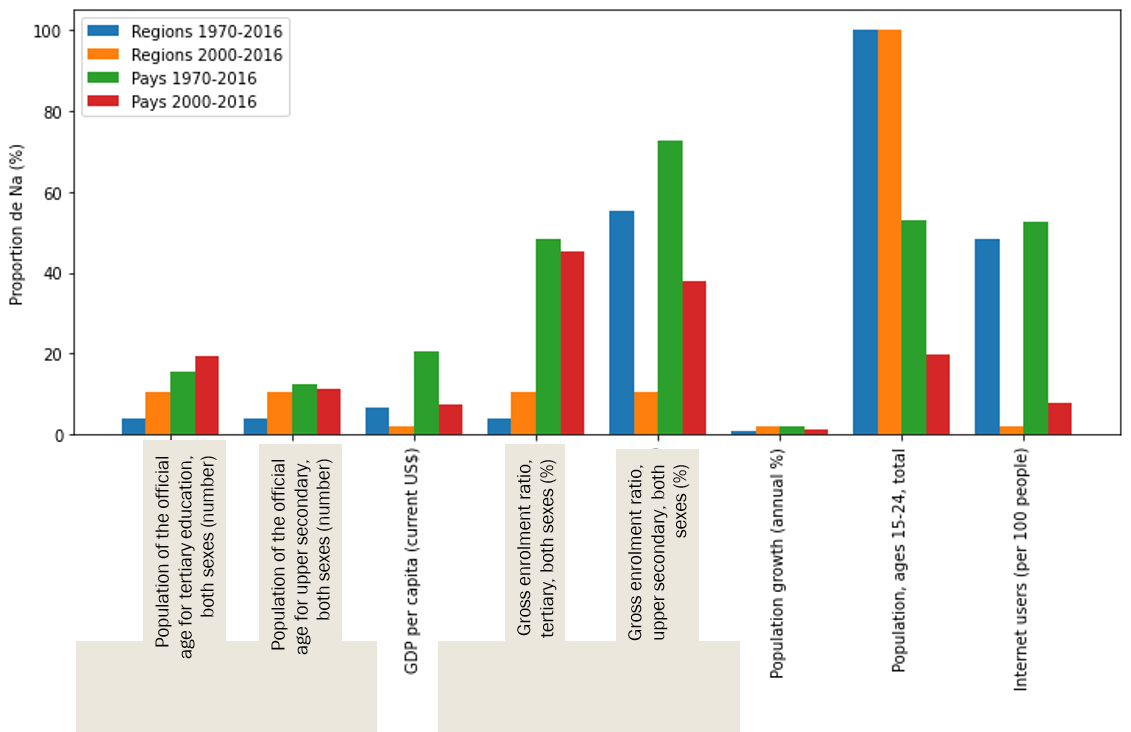 Regions 1970-2016
Regions 2000-2016
Pays 1970-2016
Pays 2000-2016
Proportion de Na (%)
100
80
60
40
20
0
Population of the official
age for tertiary education,
both sexes (number)
Population of the official
age for upper secondary,
both sexes (number)
GDP per capita (current US$)
Gross enrolment ratio,
tertiary, both sexes (%)
Gross enrolment ratio,
upper secondary, both
sexes (%)
Population growth (annual %)
Population, ages 15-24, total
Internet users (per 100 people)